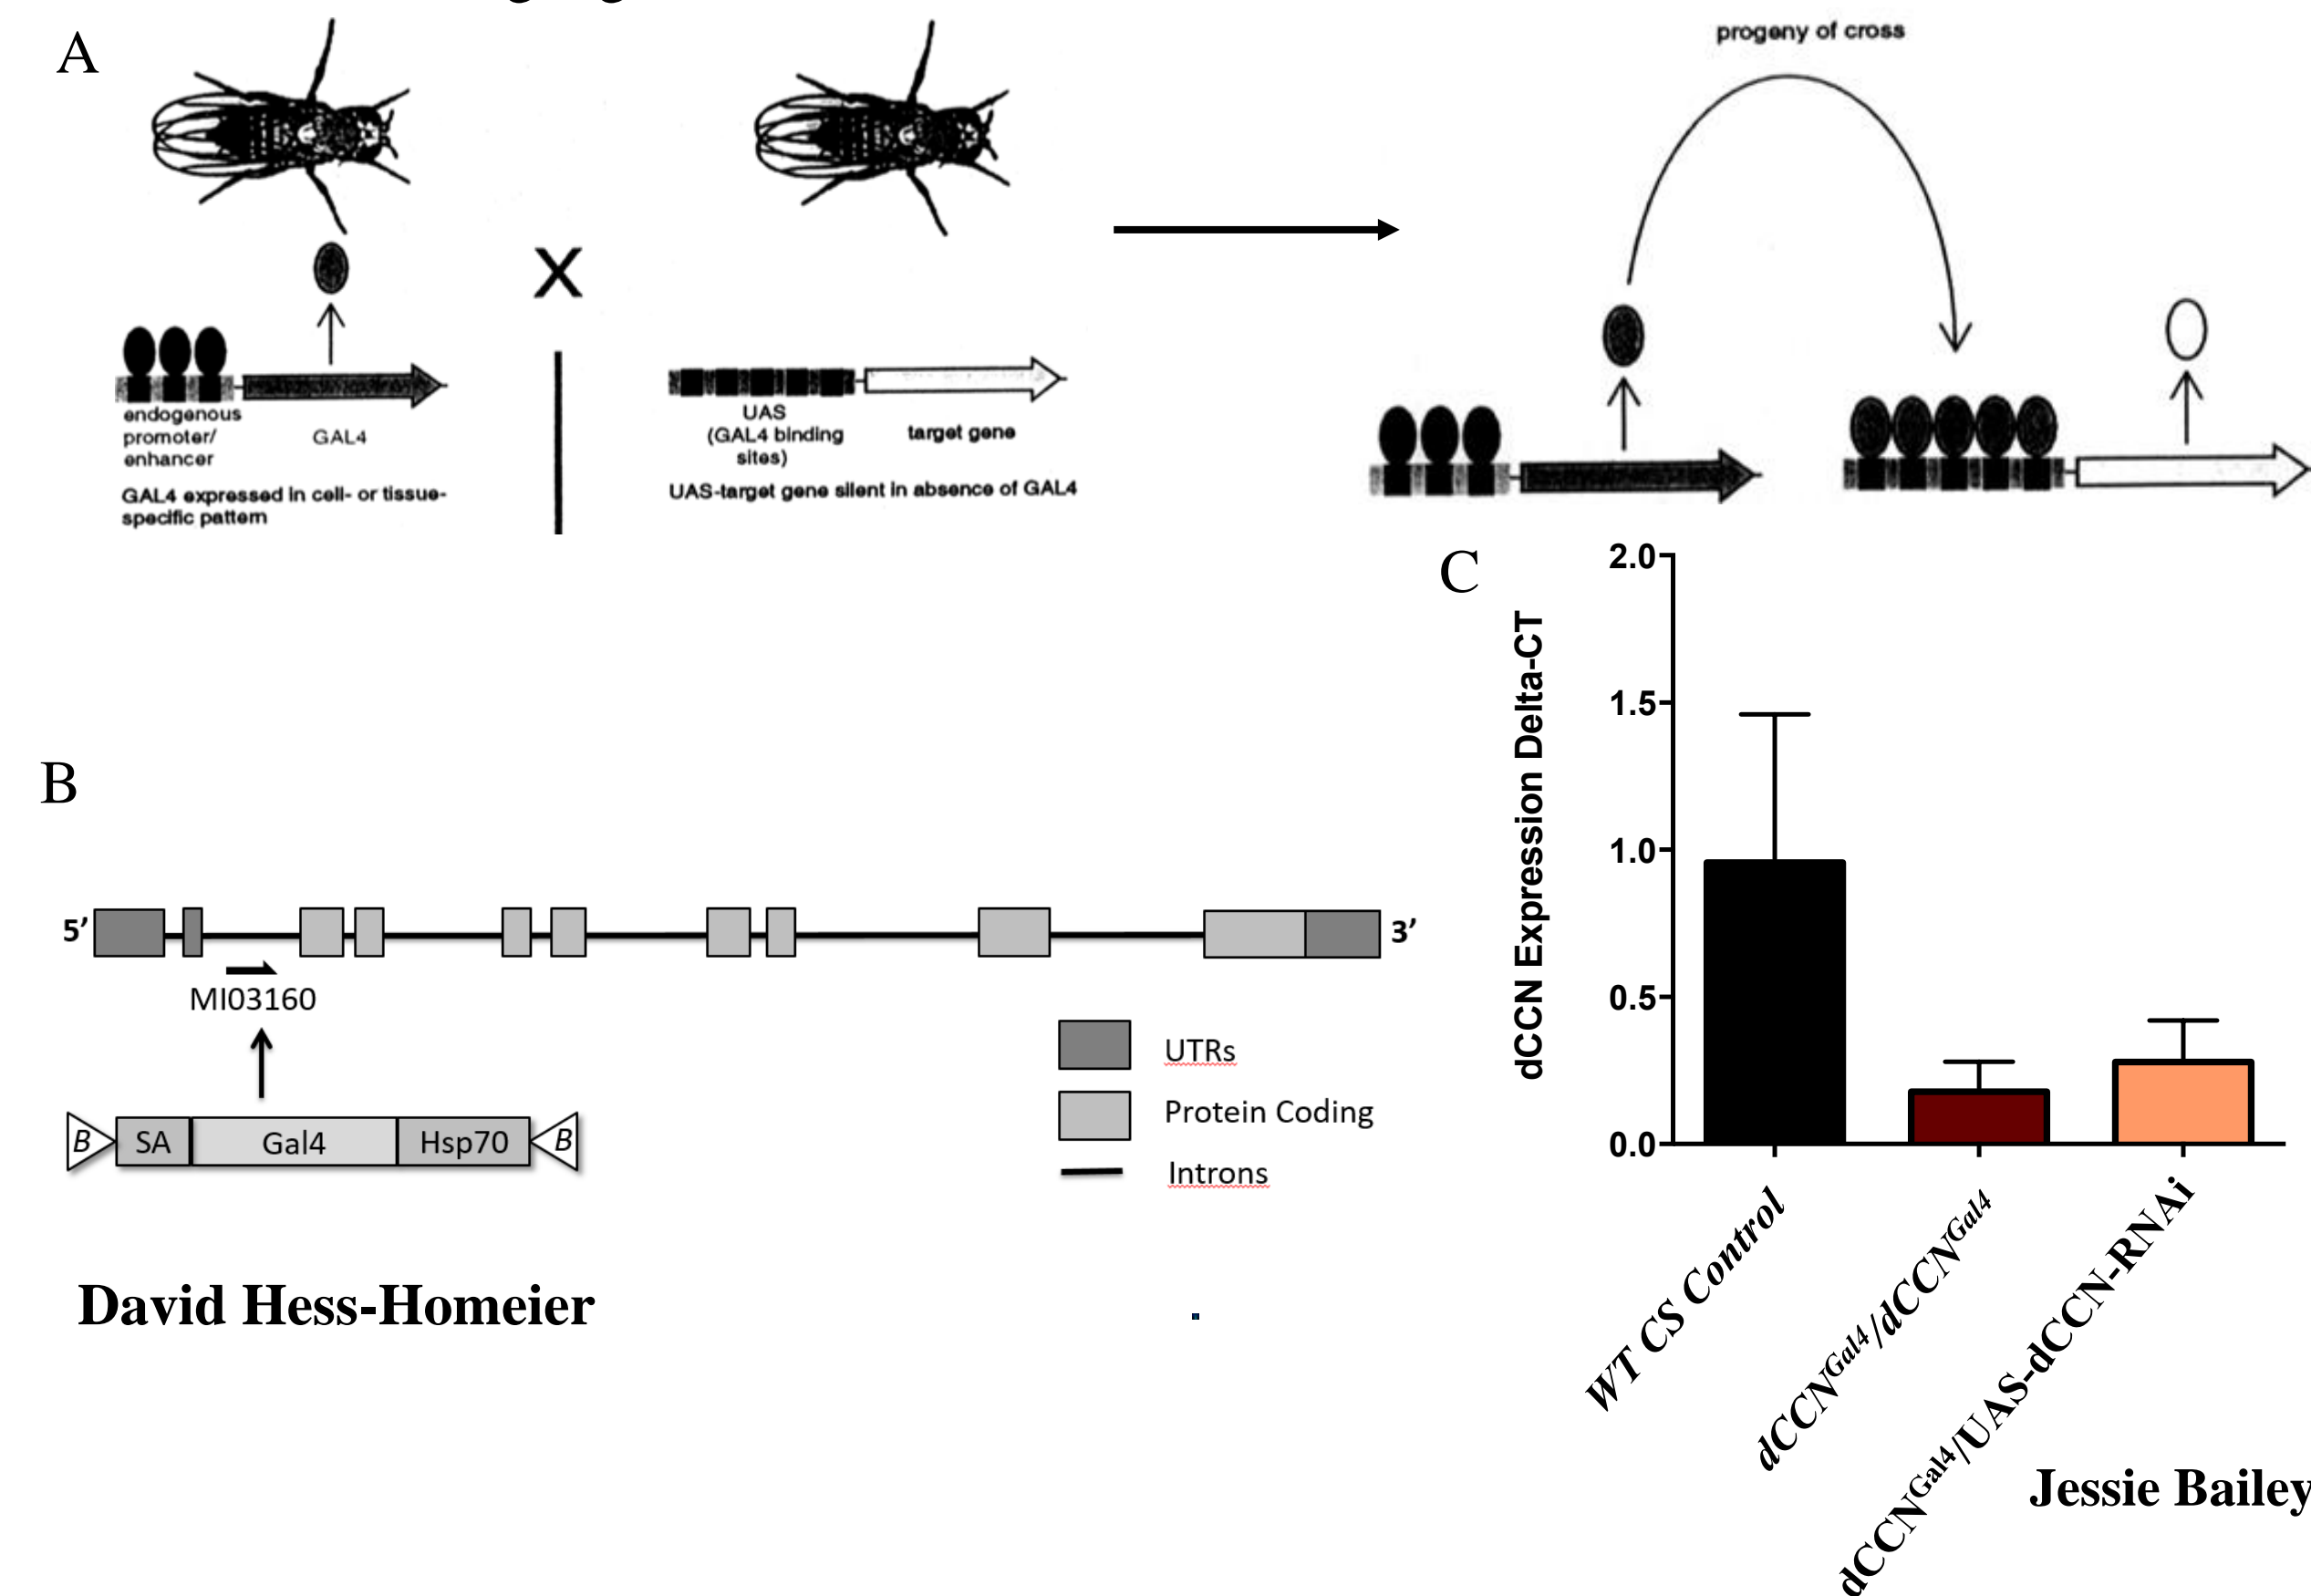 A
progeny of cross
X
endogenous
promoter/
enhancer
GAL4
GAL4 expressed in cell- or tissue-
specific pattern
UAS
(GAL4 binding
sites)
target gene
UAS-target gene silent in absence of GAL4
B
5’
3’
MI03160
B
SA
Gal4
Hsp70
B
UTRs
Protein Coding
Introns
David Hess-Homeier
C
dCCN Expression Delta-CT
2.0
1.5
1.0
0.5
0.0
WT CS Control
dCCNGal4/dCCNGal4
dCCNGal4/UAS-dCCN-RNAi
Jessie Bailey